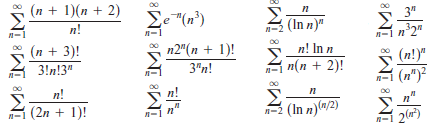 ∑_{n=1}^{∞} (n + 1)(n + 2)/n!    ∑_{n=1}^{∞} e^{-n}(n^3)    ∑_{n=2}^{∞} n/(ln n)^n    ∑_{n=1}^{∞} 3^n/(n^3 2^n)
∑_{n=1}^{∞} (n + 3)!/(3!n!3^n)    ∑_{n=1}^{∞} n2^n(n + 1)!/(3^n n!)    ∑_{n=1}^{∞} n! ln n/(n(n + 2)!)    ∑_{n=1}^{∞} (n!)^n/(n^n)^2
∑_{n=1}^{∞} n!/(2n + 1)!    ∑_{n=1}^{∞} n!/n^n    ∑_{n=2}^{∞} n/(ln n)^{(n/2)}    ∑_{n=1}^{∞} n^n/2^{(n^2)}